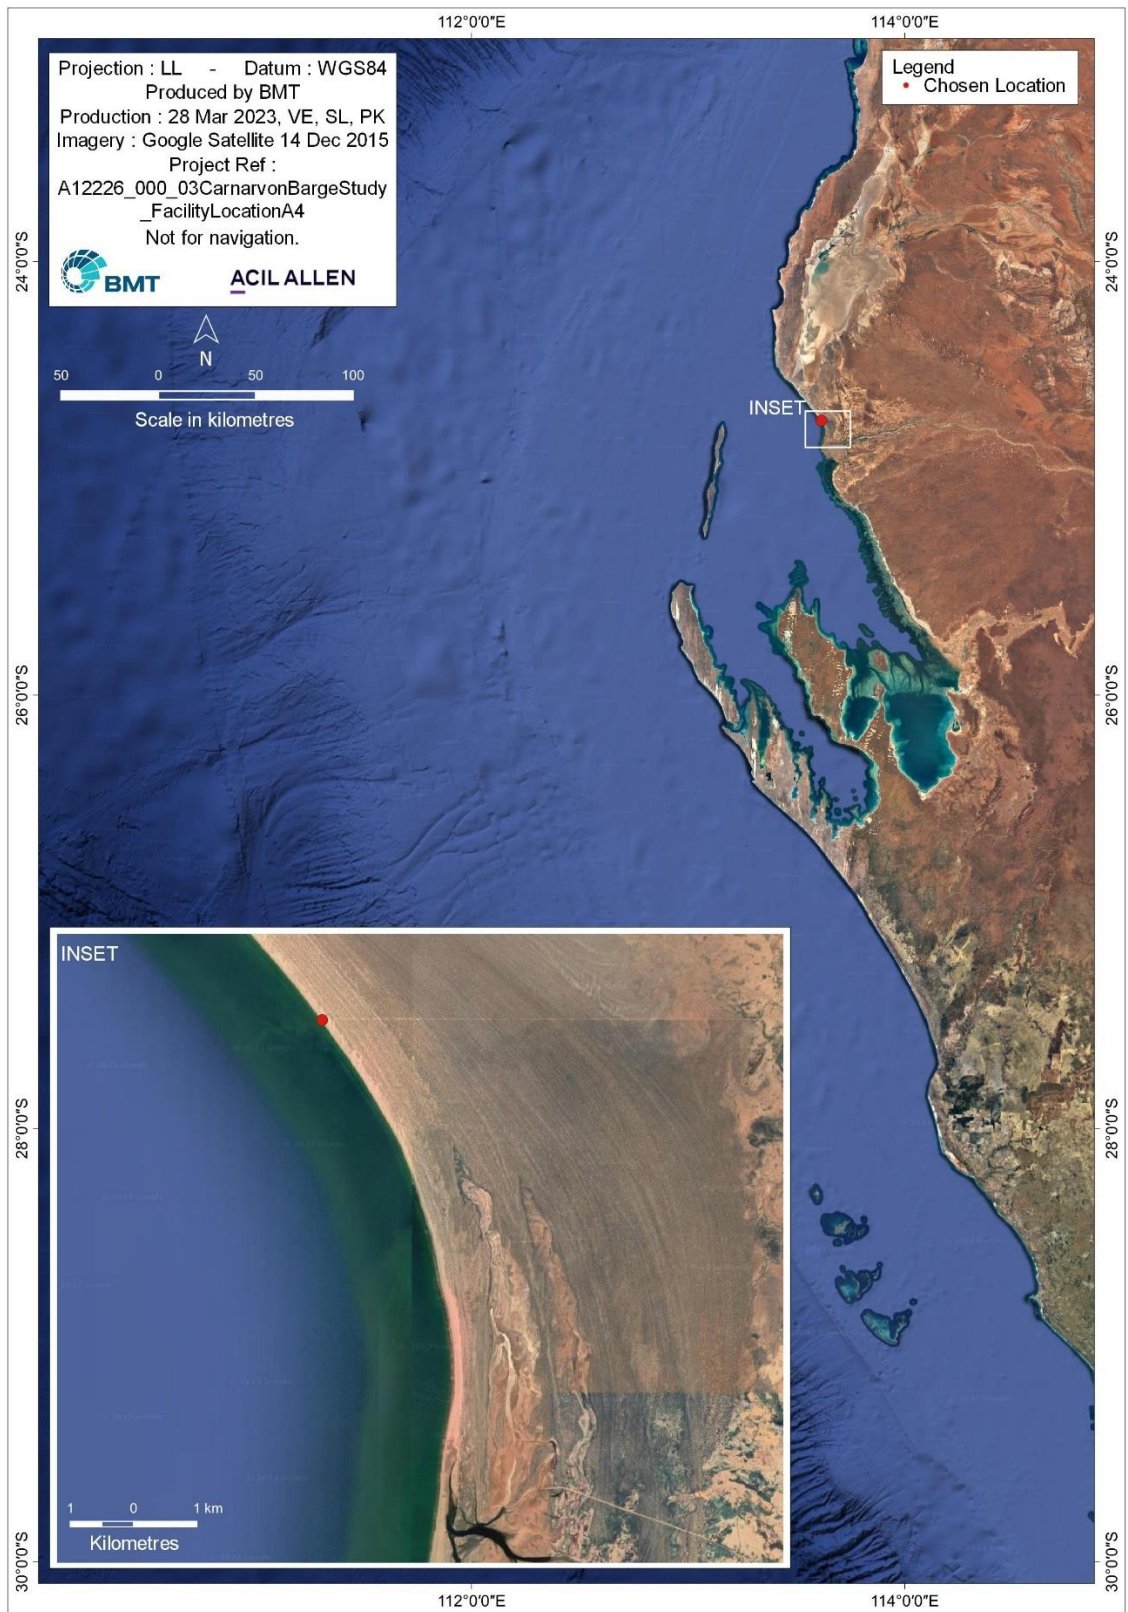 112°0'0"E
114°0'0"E
Projection : LL - Datum : WGS84
Produced by BMT
Production : 28 Mar 2023, VE, SL, PK
Imagery : Google Satellite 14 Dec 2015
Project Ref :
A12226_000_03CarnarvonBargeStudy
_FacilityLocationA4
Not for navigation.
BMT
ACIL ALLEN
Legend
Chosen Location
24°0'0"S
24°0'0"S
N
50 0 50 100
Scale in kilometres
INSET
26°0'0"S
26°0'0"S
INSET
28°0'0"S
28°0'0"S
1 0 1 km
Kilometres
30°0'0"S
30°0'0"S
112°0'0"E
114°0'0"E